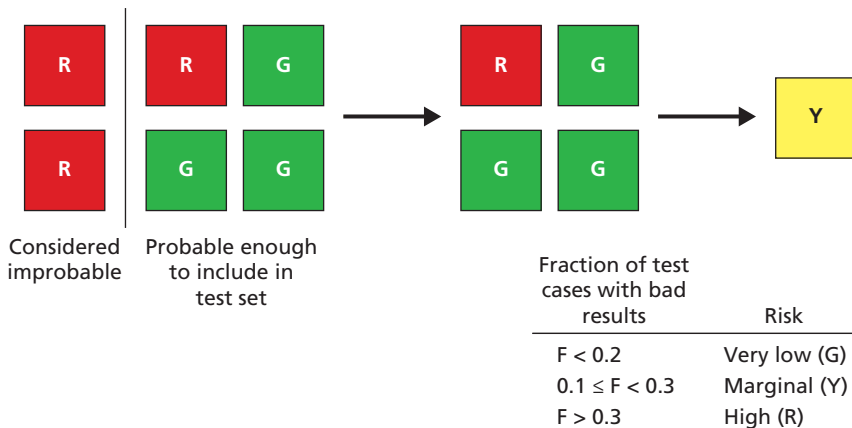 R R G R G
Y
R G G G G
Considered
improbable
Probable enough
to include in
test set
Fraction of test
cases with bad
results Risk
F < 0.2 Very low (G)
0.1 ≤ F < 0.3 Marginal (Y)
F > 0.3 High (R)